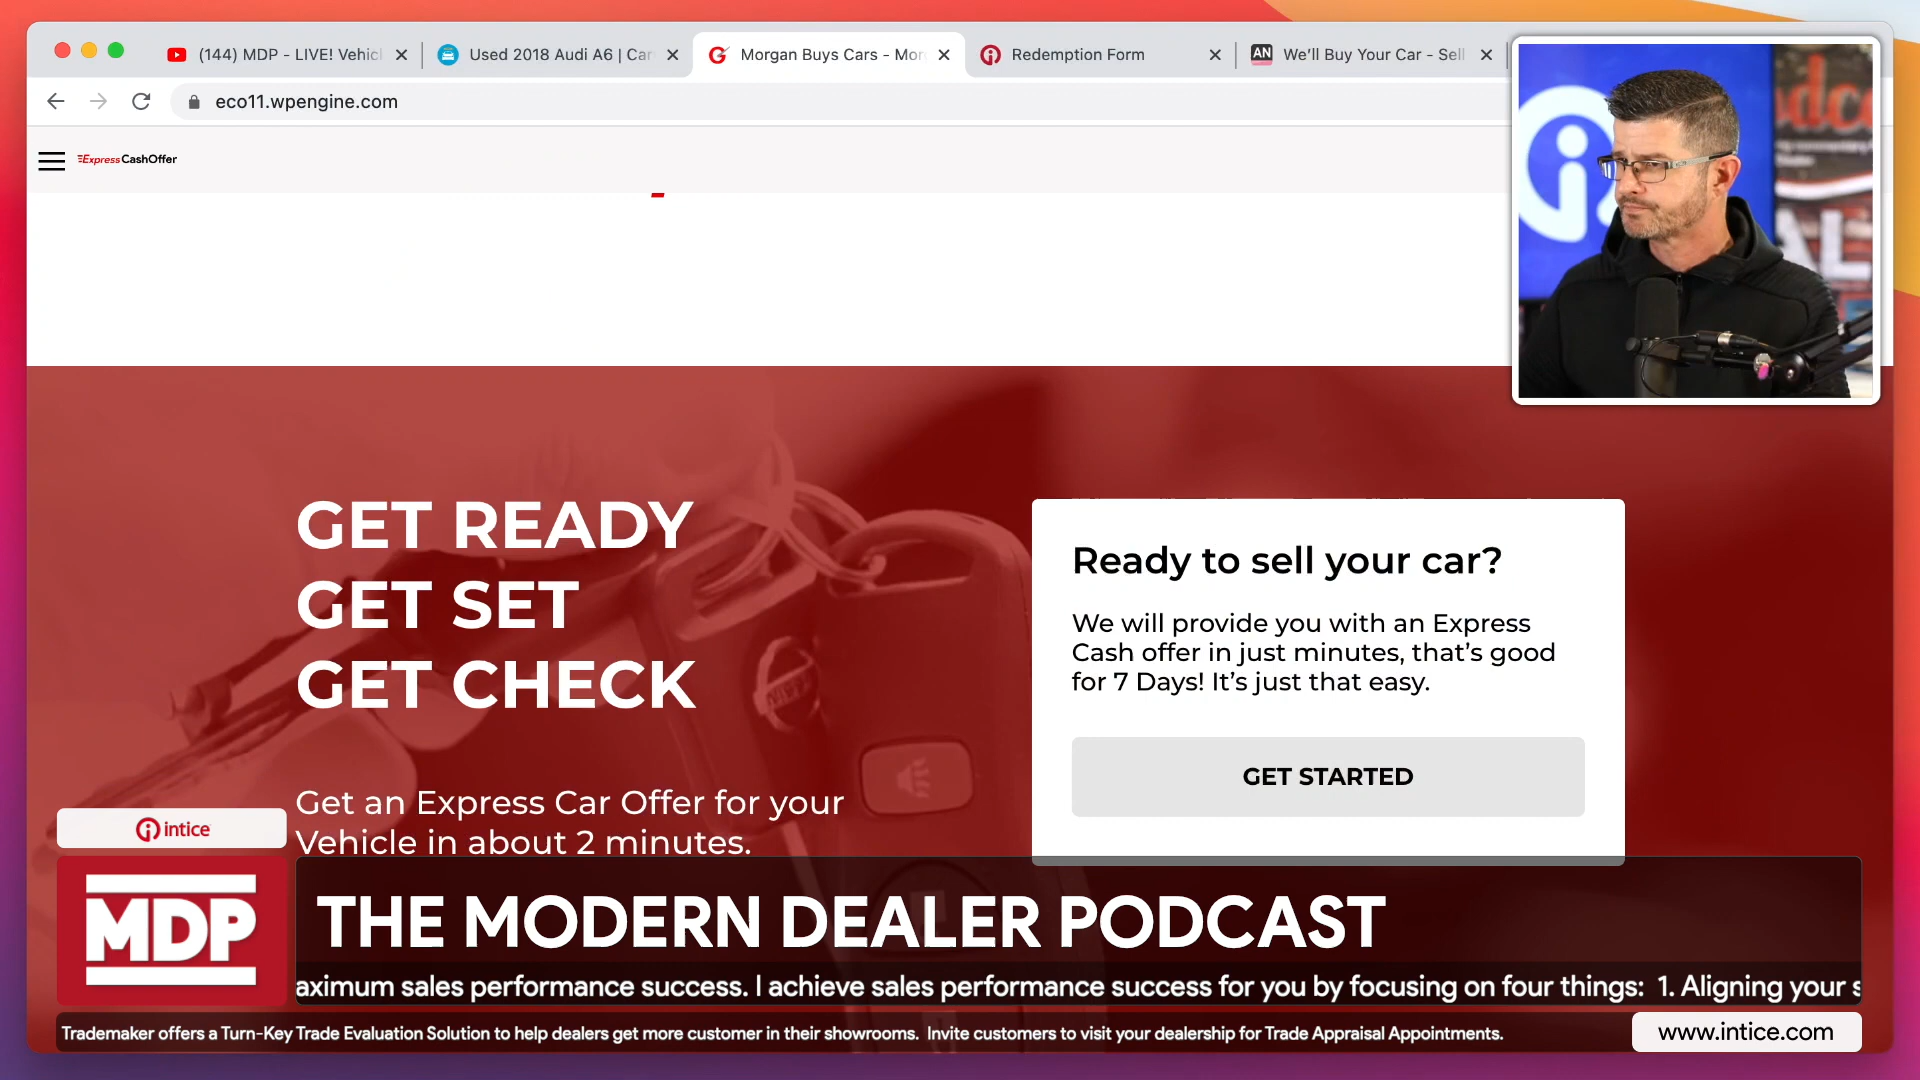 (144) MDP - LIVE! Vehicl
Used 2018 Audi A6 | Car
Morgan Buys Cars - Mor
Redemption Form
AN
We'll Buy Your Car - Sell
eco11.wpengine.com
ExpressCashOffer
GET READY
GET SET
GET CHECK
Get an Express Car Offer for your
Vehicle in about 2 minutes.
Ready to sell your car?
We will provide you with an Express
Cash offer in just minutes, that's good
for 7 Days! It's just that easy.
GET STARTED
intice
MDP
THE MODERN DEALER PODCAST
aximum sales performance success. I achieve sales performance success for you by focusing on four things: 1. Aligning your s
Trademaker offers a Turn-Key Trade Evaluation Solution to help dealers get more customer in their showrooms. Invite customers to visit your dealership for Trade Appraisal Appointments.
www.intice.com